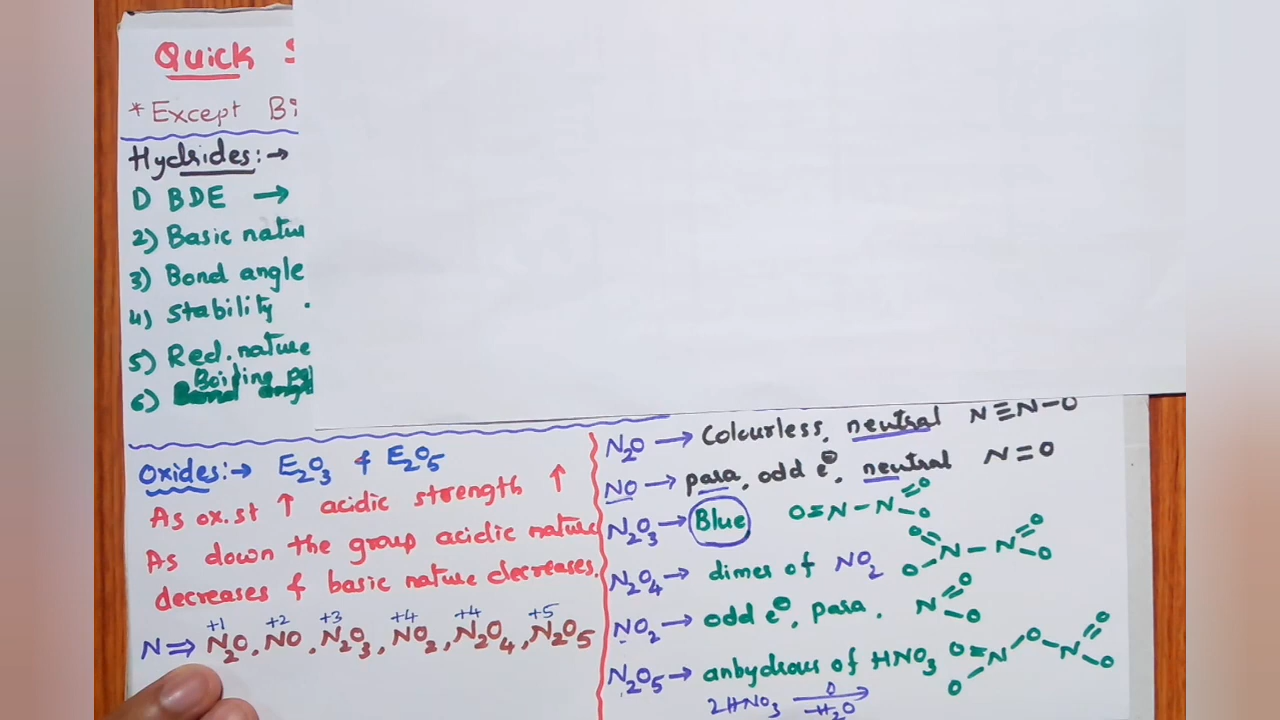 Quick
*Except Bi
Hydrides:→
1) BDE →
2) Basic natu
3) Bond angle
4) Stability
5) Red. nature
Boiling
6)
Oxides:→ E₂O₃ & E₂O₅
As ox.st ↑ acidic strength ↑
As down the group acidic nature
decreases & basic nature decreases.
+1 +2 +3 +4 +4 +5
N ⇒ N₂O, NO, N₂O₃, NO₂, N₂O₄, N₂O₅
N₂O → Colourless, neutral N≡N–O
NO → para, odd e⊖, neutral N=O
N₂O₃ → Blue O=N–N=O O
N₂O₄ → dimes of NO₂ O=N–N=O O O
NO₂ → odd e⊖, para. N=O O
N₂O₅ → anbydrous of HNO₃ O=N O N=O O O
2HNO₃ → -H₂O